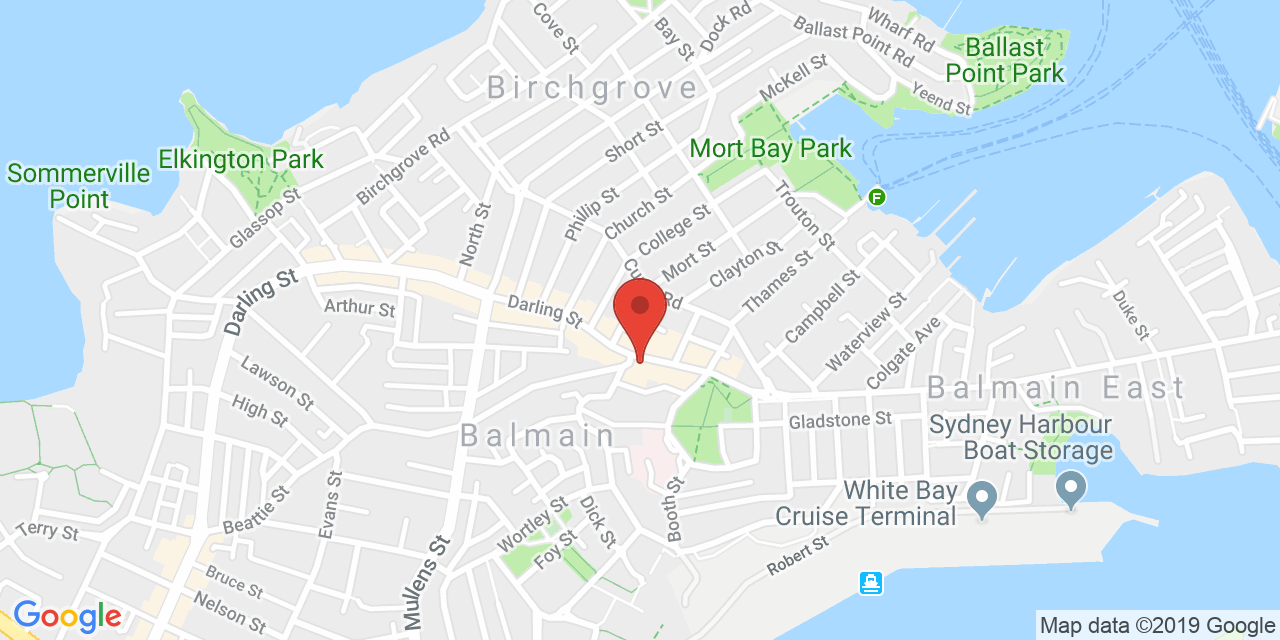 Cove St
Bay St
Dock Rd
Wharf Rd
Ballast Point Rd
Ballast
Point Park
Birchgrove
McKell St
Yeend St
Short St
Mort Bay Park
Elkington Park
Sommerville
Point
Birchgrove Rd
Glassop St
North St
Phillip St
Church St
College St
Trouton St
F
Mort St
Clayton St
Thames St
Campbell St
Waterview St
Colgate Ave
Duke St
Darling St
Arthur St
Darling St
Lawson St
High St
Balmain East
Balmain
Gladstone St
Sydney Harbour
Boat Storage
White Bay
Cruise Terminal
Booth St
Robert St
Wortley St
Dick St
Foy St
Evans St
Beattie St
Terry St
Bruce St
Nelson St
Mullens St
Google
Map data ©2019 Google